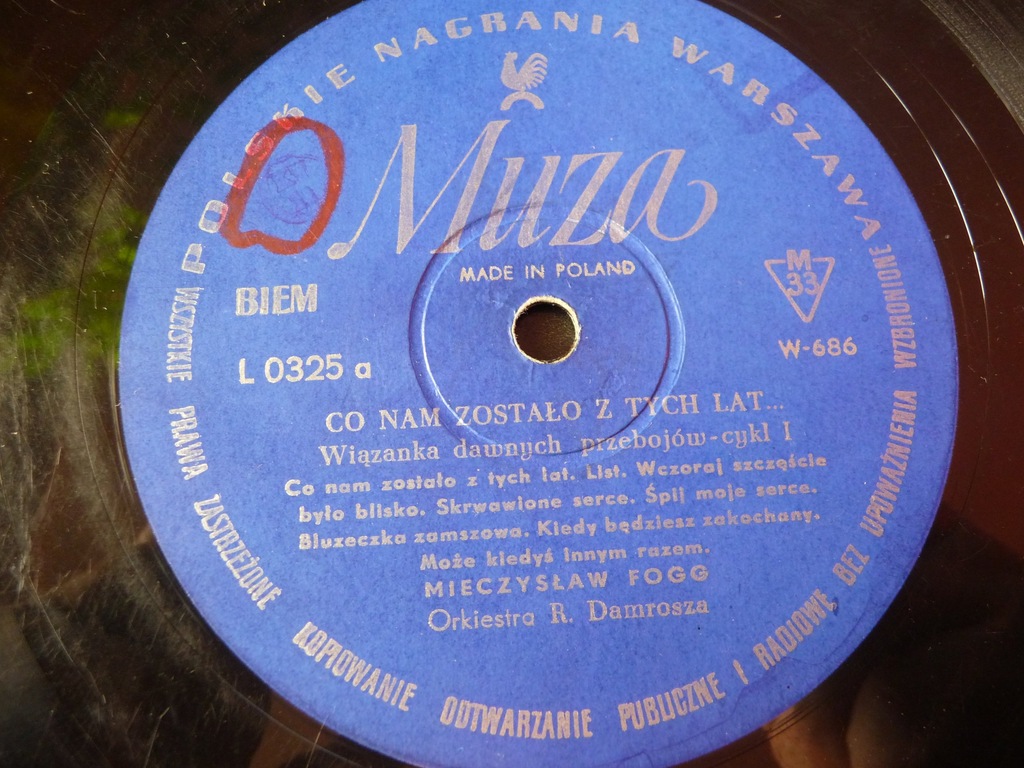 POLSKIE NAGRANIA WARSZAWA
Muza
MADE IN POLAND
BIEM
M
33
W-686
L 0325 a
CO NAM ZOSTAŁO Z TYCH LAT...
Wiązanka dawnych przebojów-cykl I
Co nam zostało z tych lat. List. Wczoraj szczęście
było blisko. Skrwawione serce. Śpij moje serce.
Bluzeczka zamszowa. Kiedy będziesz zakochany.
Może kiedyś innym razem.
MIECZYSŁAW FOGG
Orkiestra R. Damrosza
WSZYSTKIE PRAWA ZASTRZEŻONE KOPIOWANIE ODTWARZANIE PUBLICZNE I RADIOWE BEZ UPOWAŻNIENIA WZBRONIONE